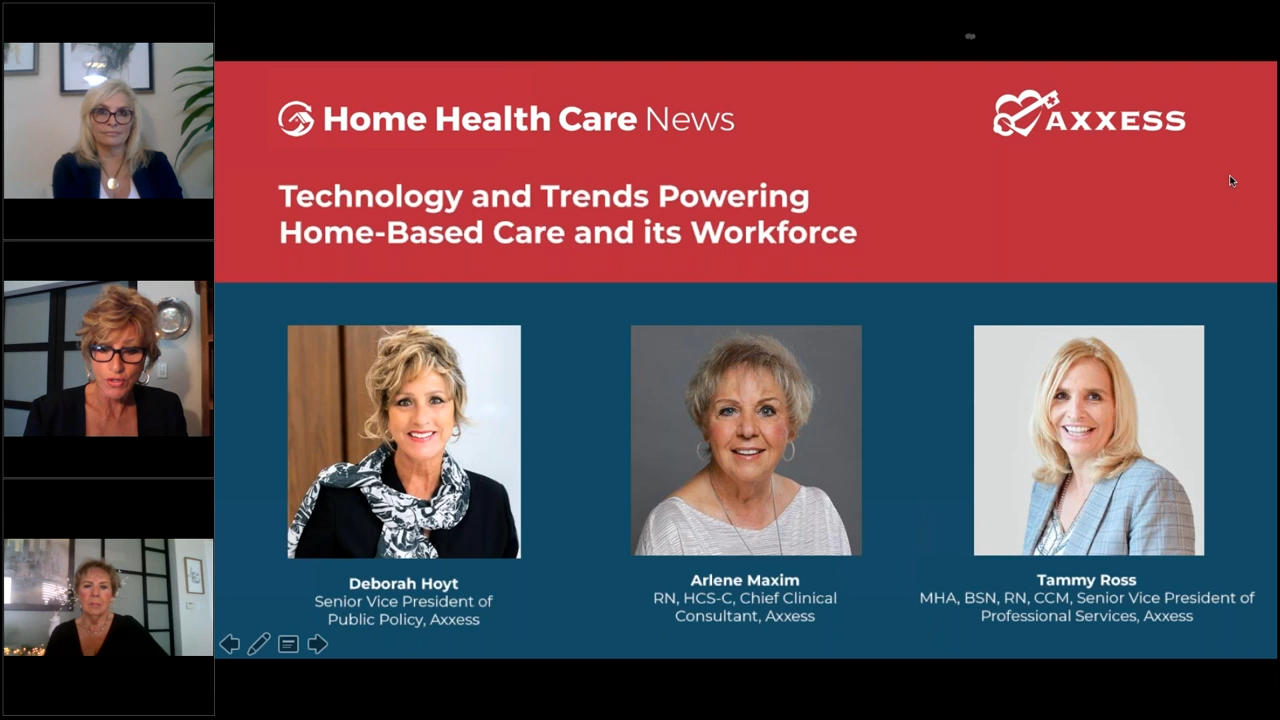 Home Health Care News
AXXESS
Technology and Trends Powering
Home-Based Care and its Workforce
Deborah Hoyt
Senior Vice President of
Public Policy, Axxess
Arlene Maxim
RN, HCS-C, Chief Clinical
Consultant, Axxess
Tammy Ross
MHA, BSN, RN, CCM, Senior Vice President of
Professional Services, Axxess